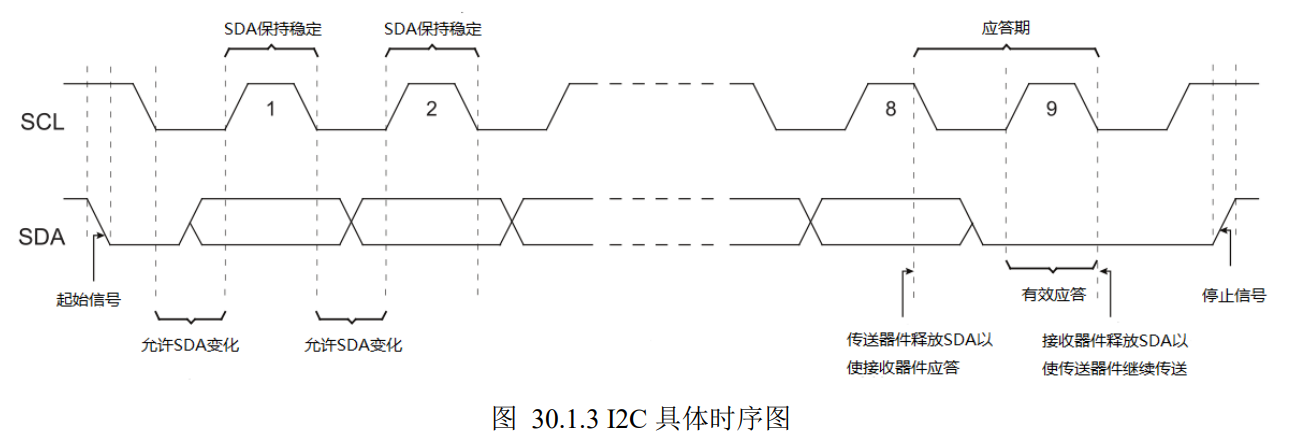 SDA保持稳定
SDA保持稳定
应答期
SCL
1
2
8
9
SDA
起始信号
有效应答
停止信号
允许SDA变化
允许SDA变化
传送器件释放SDA以
使接收器件应答
接收器件释放SDA以
使传送器件继续传送
图 30.1.3 I2C 具体时序图